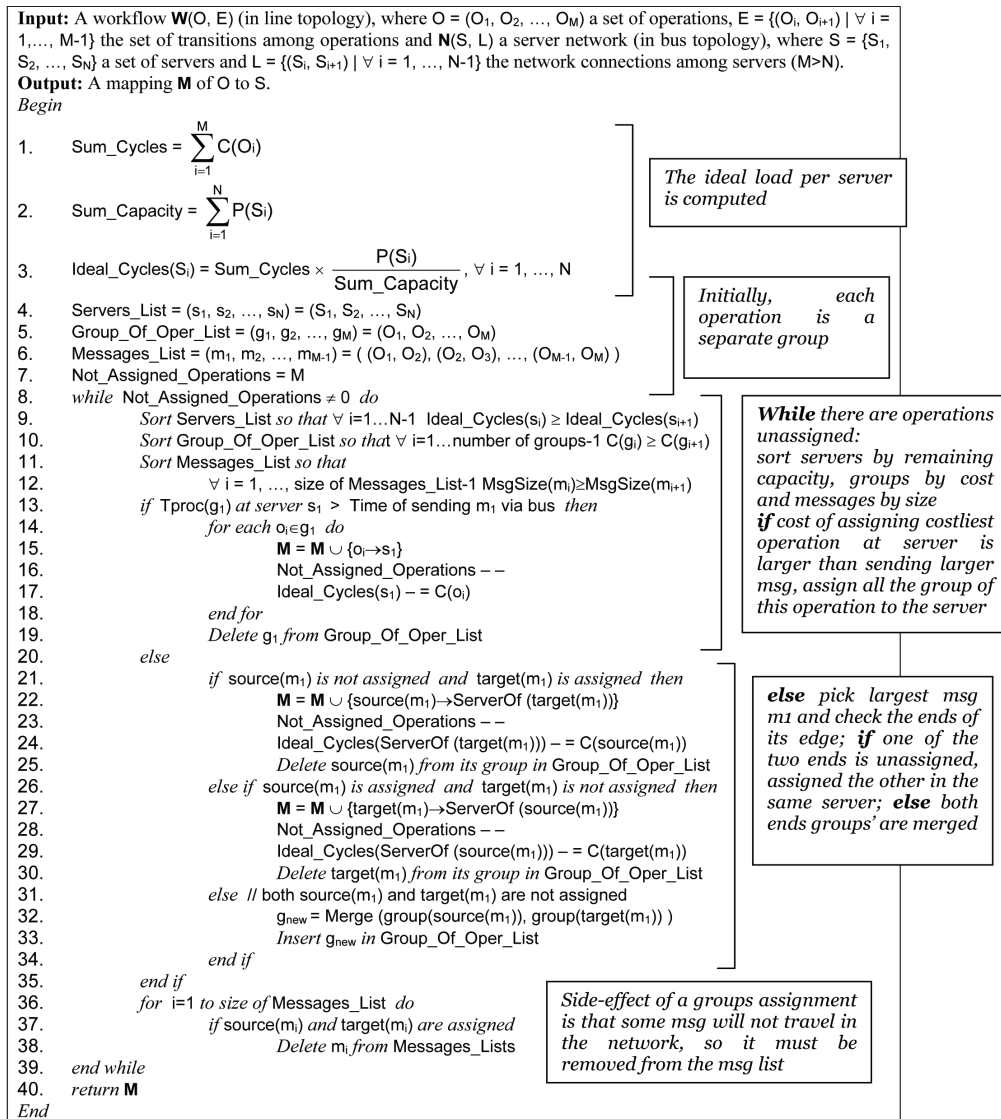 Input: A workflow W(O, E) (in line topology), where O = (O1, O2, …, OM) a set of operations, E = {(Oi, Oi+1) | ∀ i =
1,…, M-1} the set of transitions among operations and N(S, L) a server network (in bus topology), where S = {S1,
S2, …, SN} a set of servers and L = {(Si, Si+1) | ∀ i = 1, …, N-1} the network connections among servers (M>N).
Output: A mapping M of O to S.
Begin
1. Sum_Cycles = ∑_{i=1}^{M} C(Oi)
2. Sum_Capacity = ∑_{i=1}^{N} P(Si)
3. Ideal_Cycles(Si) = Sum_Cycles × P(Si) / Sum_Capacity , ∀ i = 1, …, N
The ideal load per server
is computed
4. Servers_List = (s1, s2, …, sN) = (S1, S2, …, SN)
5. Group_Of_Oper_List = (g1, g2, …, gM) = (O1, O2, …, OM)
6. Messages_List = (m1, m2, …, mM-1) = ( (O1, O2), (O2, O3), …, (OM-1, OM) )
7. Not_Assigned_Operations = M
Initially, each
operation is a
separate group
8. while Not_Assigned_Operations ≠ 0 do
9. Sort Servers_List so that ∀ i=1…N-1 Ideal_Cycles(si) ≥ Ideal_Cycles(si+1)
10. Sort Group_Of_Oper_List so that ∀ i=1…number of groups-1 C(gi) ≥ C(gi+1)
11. Sort Messages_List so that
12. ∀ i = 1, …, size of Messages_List-1 MsgSize(mi)≥MsgSize(mi+1)
13. if Tproc(g1) at server s1 > Time of sending m1 via bus then
14. for each oi∈g1 do
15. M = M ∪ {oi→s1}
16. Not_Assigned_Operations – –
17. Ideal_Cycles(s1) – = C(oi)
18. end for
19. Delete g1 from Group_Of_Oper_List
While there are operations
unassigned:
sort servers by remaining
capacity, groups by cost
and messages by size
if cost of assigning costliest
operation at server is
larger than sending larger
msg, assign all the group of
this operation to the server
20. else
21. if source(m1) is not assigned and target(m1) is assigned then
22. M = M ∪ {source(m1)→ServerOf (target(m1))}
23. Not_Assigned_Operations – –
24. Ideal_Cycles(ServerOf (target(m1))) – = C(source(m1))
25. Delete source(m1) from its group in Group_Of_Oper_List
26. else if source(m1) is assigned and target(m1) is not assigned then
27. M = M ∪ {target(m1)→ServerOf (source(m1))}
28. Not_Assigned_Operations – –
29. Ideal_Cycles(ServerOf (source(m1))) – = C(target(m1))
30. Delete target(m1) from its group in Group_Of_Oper_List
31. else // both source(m1) and target(m1) are not assigned
32. gnew = Merge (group(source(m1)), group(target(m1)) )
33. Insert gnew in Group_Of_Oper_List
34. end if
else pick largest msg
m1 and check the ends of
its edge; if one of the
two ends is unassigned,
assigned the other in the
same server; else both
ends groups' are merged
35. end if
36. for i=1 to size of Messages_List do
37. if source(mi) and target(mi) are assigned
38. Delete mi from Messages_Lists
39. end while
40. return M
End
Side-effect of a groups assignment
is that some msg will not travel in
the network, so it must be
removed from the msg list